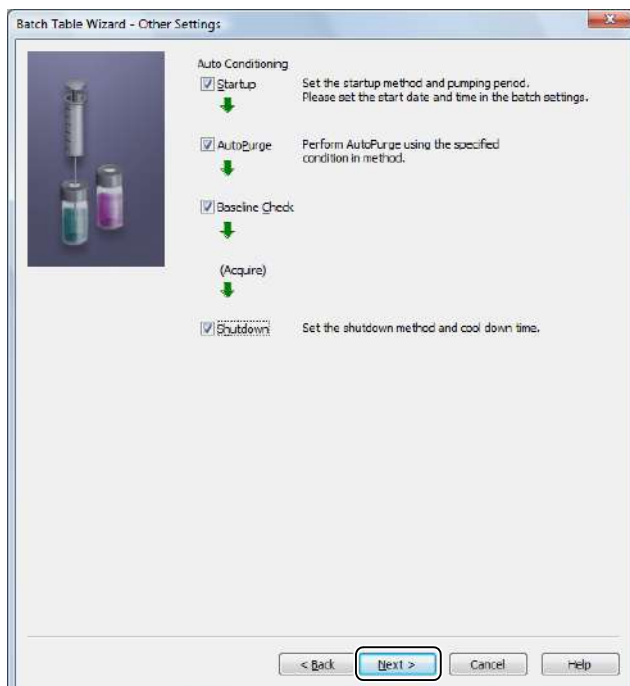 Batch Table Wizard - Other Settings
Auto Conditioning
Startup
Set the startup method and pumping period.
Please set the start date and time in the batch settings.
AutoPurge
Perform AutoPurge using the specified
condition in method.
Baseline Check
(Acquire)
Shutdown
Set the shutdown method and cool down time.
< Back
Next >
Cancel
Help